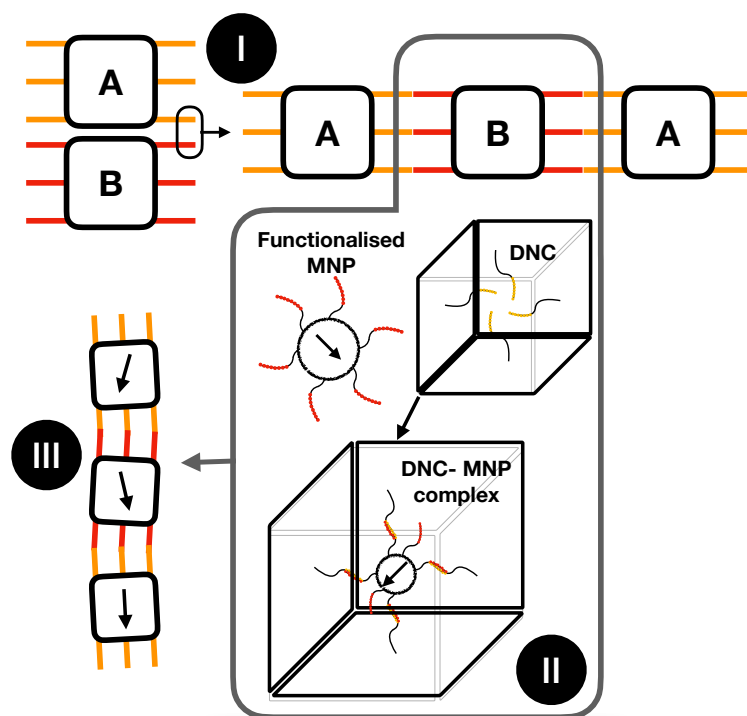 I
A
B
A
B
A
Functionalised
MNP
DNC
III
DNC- MNP
complex
II